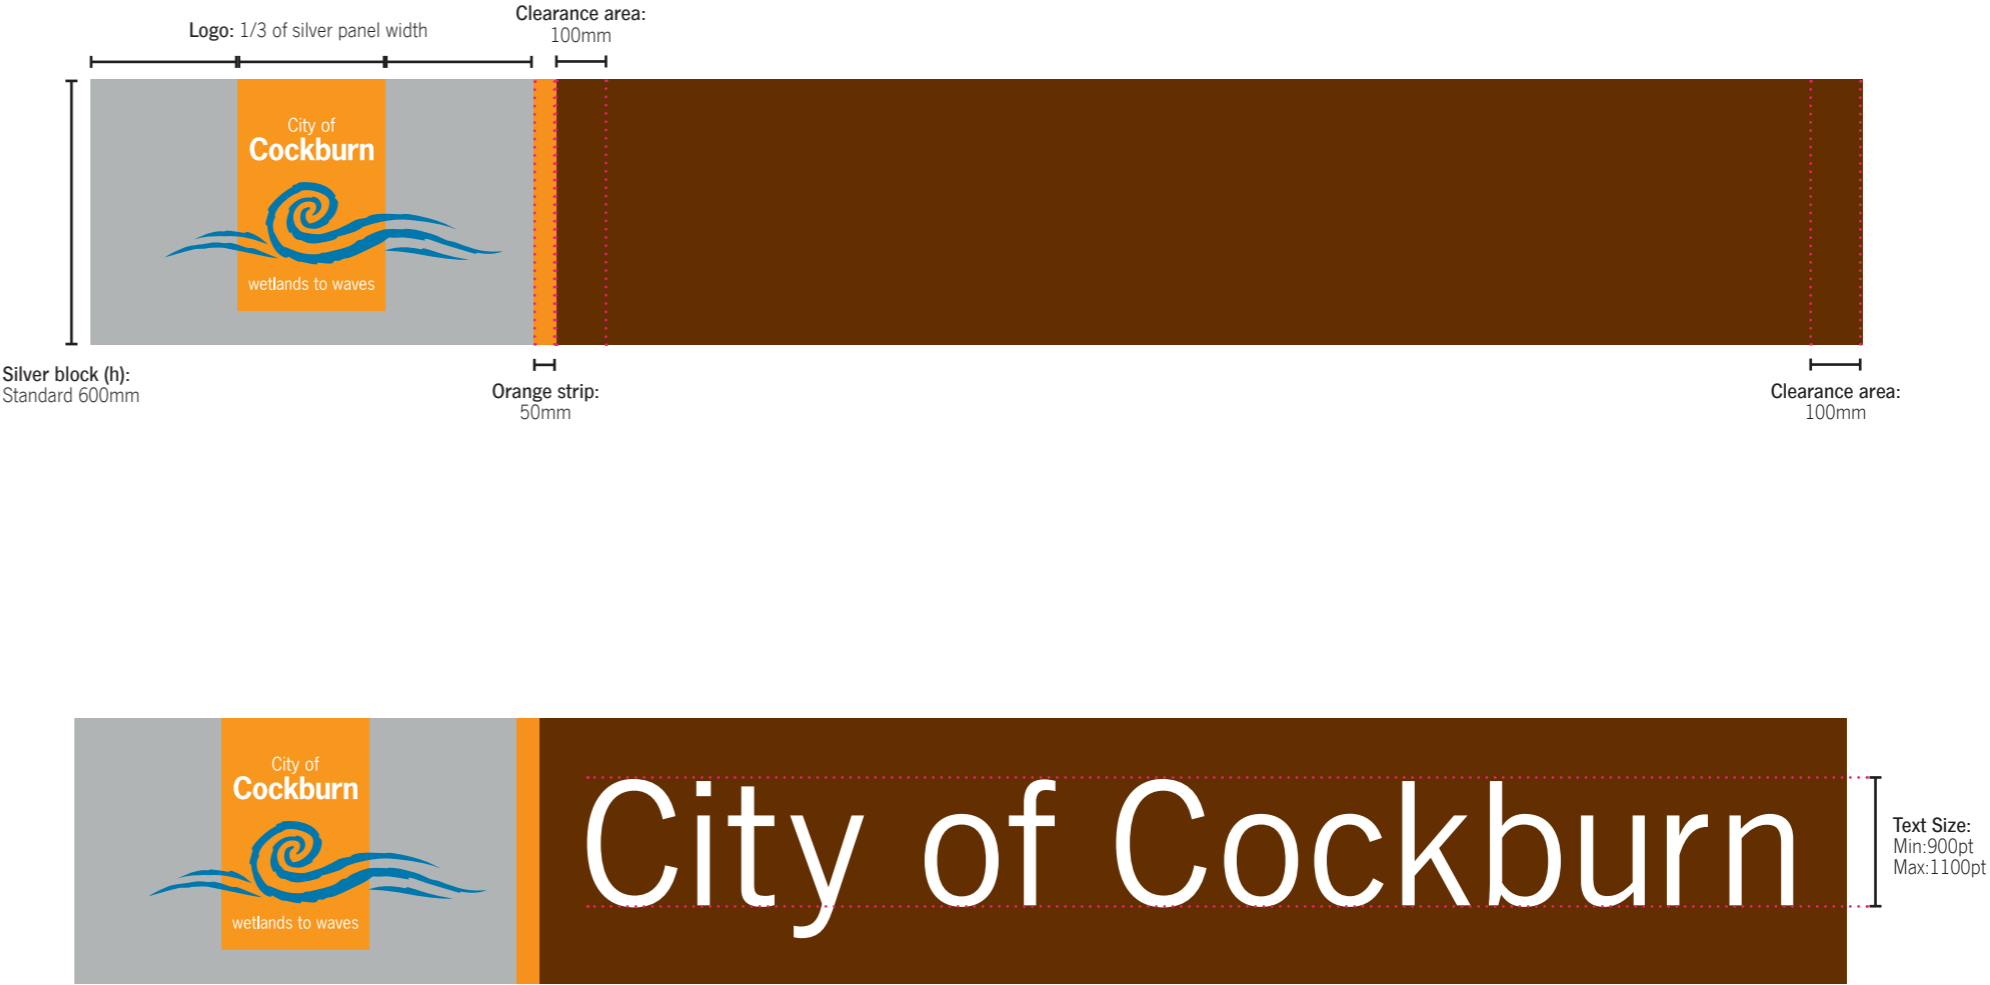 Clearance area:
100mm
Logo: 1/3 of silver panel width
City of
Cockburn
wetlands to waves
Silver block (h):
Standard 600mm
Orange strip:
50mm
Clearance area:
100mm
City of
Cockburn
wetlands to waves
City of Cockburn
Text Size:
Min:900pt
Max:1100pt